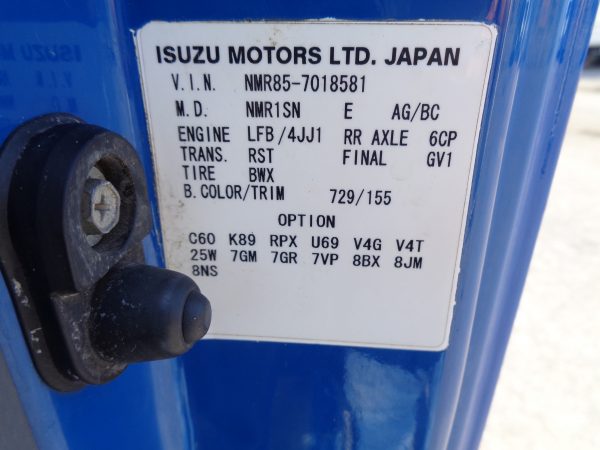 ISUZU MOTORS LTD. JAPAN
V.I.N. NMR85-7018581
M.D. NMR1SN E AG/BC
ENGINE LFB/4JJ1 RR AXLE 6CP
TRANS. RST FINAL GV1
TIRE BWX
B.COLOR/TRIM 729/155
OPTION
C60 K89 RPX U69 V4G V4T
25W 7GM 7GR 7VP 8BX 8JM
8NS